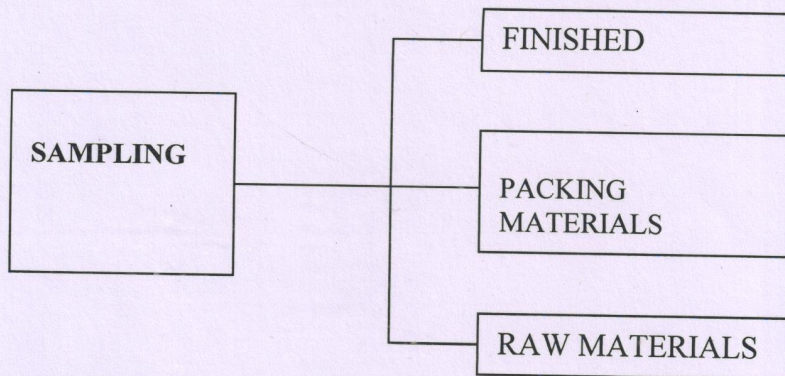 SAMPLING
FINISHED
PACKING
MATERIALS
RAW MATERIALS